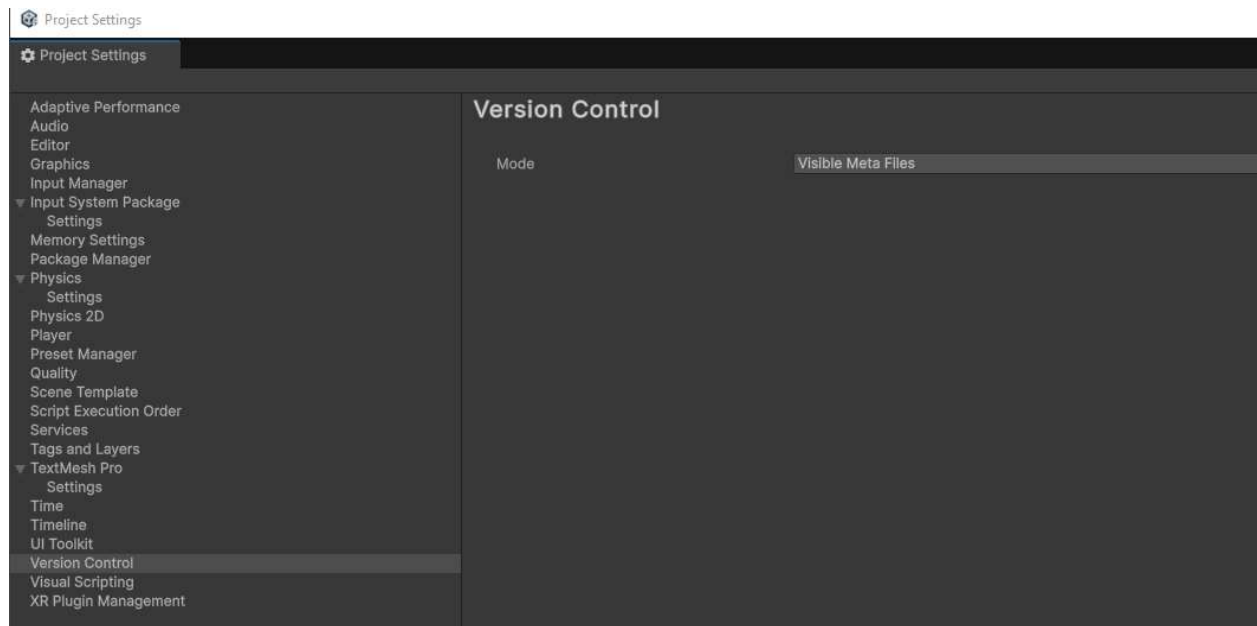 Project Settings
Project Settings
Adaptive Performance
Audio
Editor
Graphics
Input Manager
Input System Package
Settings
Memory Settings
Package Manager
Physics
Settings
Physics 2D
Player
Preset Manager
Quality
Scene Template
Script Execution Order
Services
Tags and Layers
TextMesh Pro
Settings
Time
Timeline
UI Toolkit
Version Control
Visual Scripting
XR Plugin Management
Version Control
Mode Visible Meta Files